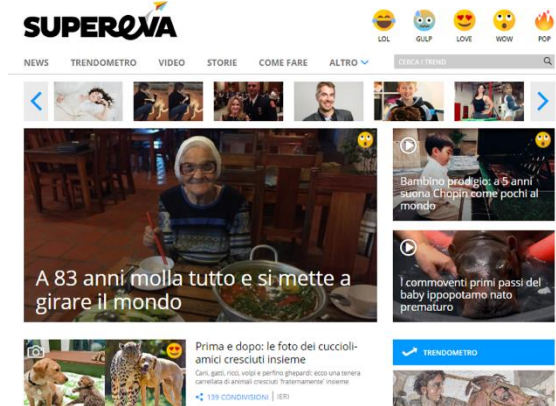 SUPEREVA
LOL
GULP
LOVE
WOW
POP
NEWS
TRENDOMETRO
VIDEO
STORIE
COME FARE
ALTRO
CERCA I TREND
A 83 anni molla tutto e si mette a
girare il mondo
Bambino prodigio: a 5 anni
suona Chopin come pochi al
mondo
I commoventi primi passi del
baby ippopotamo nato
prematuro
Prima e dopo: le foto dei cuccioli-
amici cresciuti insieme
Cani, gatti, ricci, volpi e perfino ghepardi: ecco una tenera
carrellata di animali cresciuti 'fraternamente' insieme
139 CONDIVISIONI | IERI
TRENDOMETRO